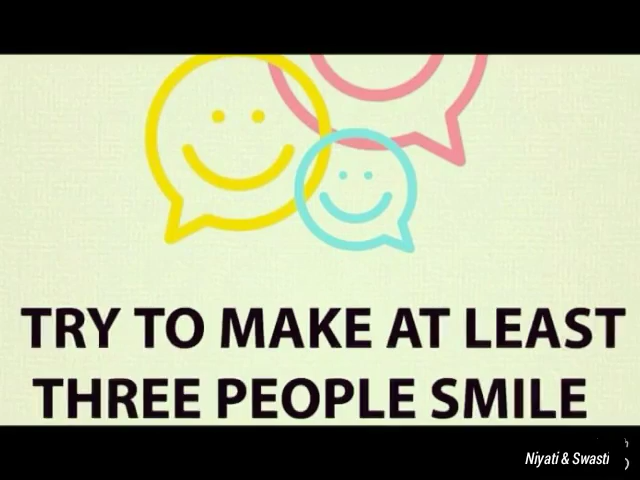 TRY TO MAKE AT LEAST
THREE PEOPLE SMILE
Niyati & Swasti